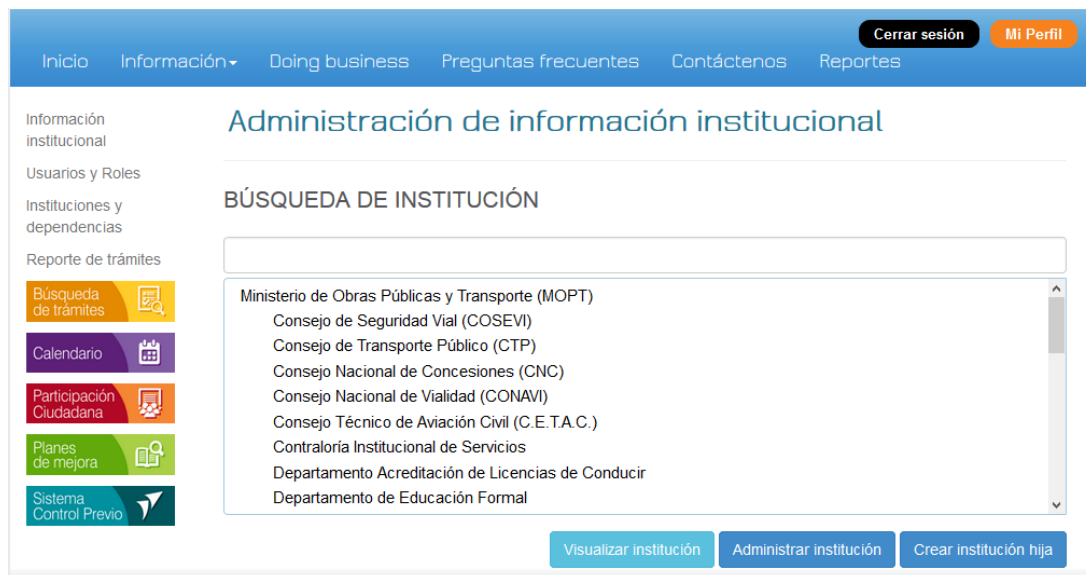 Cerrar sesión
Mi Perfil
Inicio Información Doing business Preguntas frecuentes Contáctenos Reportes
Información
institucional
Usuarios y Roles
Instituciones y
dependencias
Reporte de trámites
Búsqueda
de trámites
Calendario
Participación
Ciudadana
Planes
de mejora
Sistema
Control Previo
Administración de información institucional
BÚSQUEDA DE INSTITUCIÓN
Ministerio de Obras Públicas y Transporte (MOPT)
Consejo de Seguridad Vial (COSEVI)
Consejo de Transporte Público (CTP)
Consejo Nacional de Concesiones (CNC)
Consejo Nacional de Vialidad (CONAVI)
Consejo Técnico de Aviación Civil (C.E.T.A.C.)
Contraloría Institucional de Servicios
Departamento Acreditación de Licencias de Conducir
Departamento de Educación Formal
Visualizar institución
Administrar institución
Crear institución hija